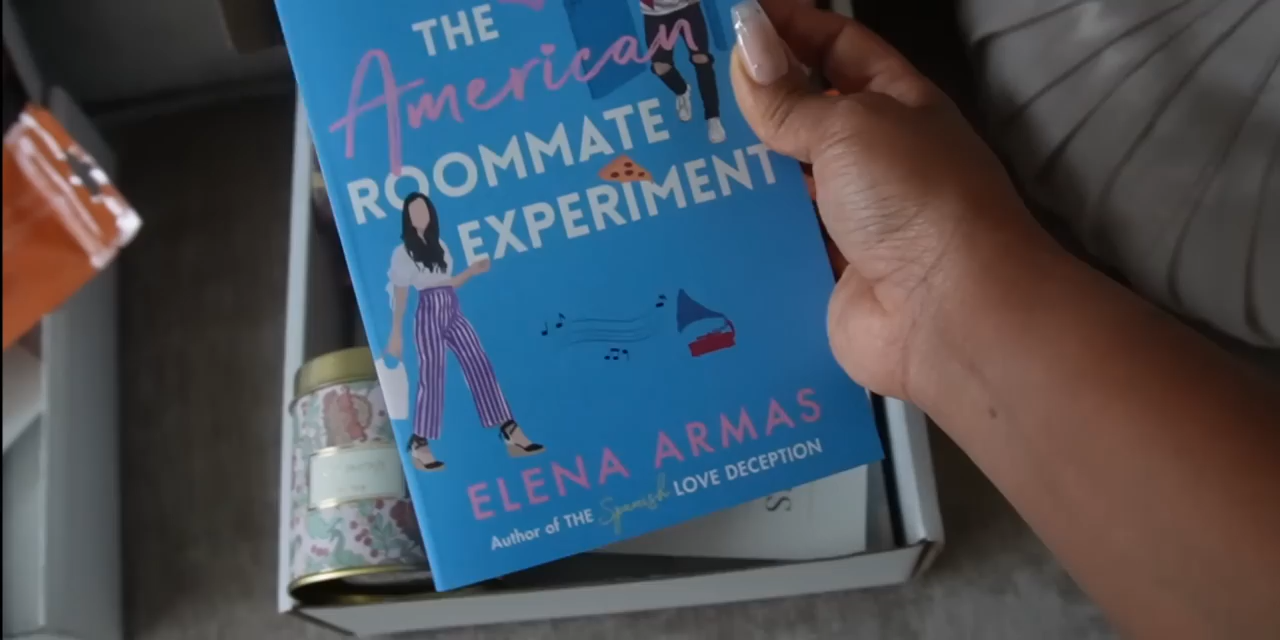 THE
American
ROOMMATE
EXPERIMENT
ELENA ARMAS
Author of THE Spanish LOVE DECEPTION
S